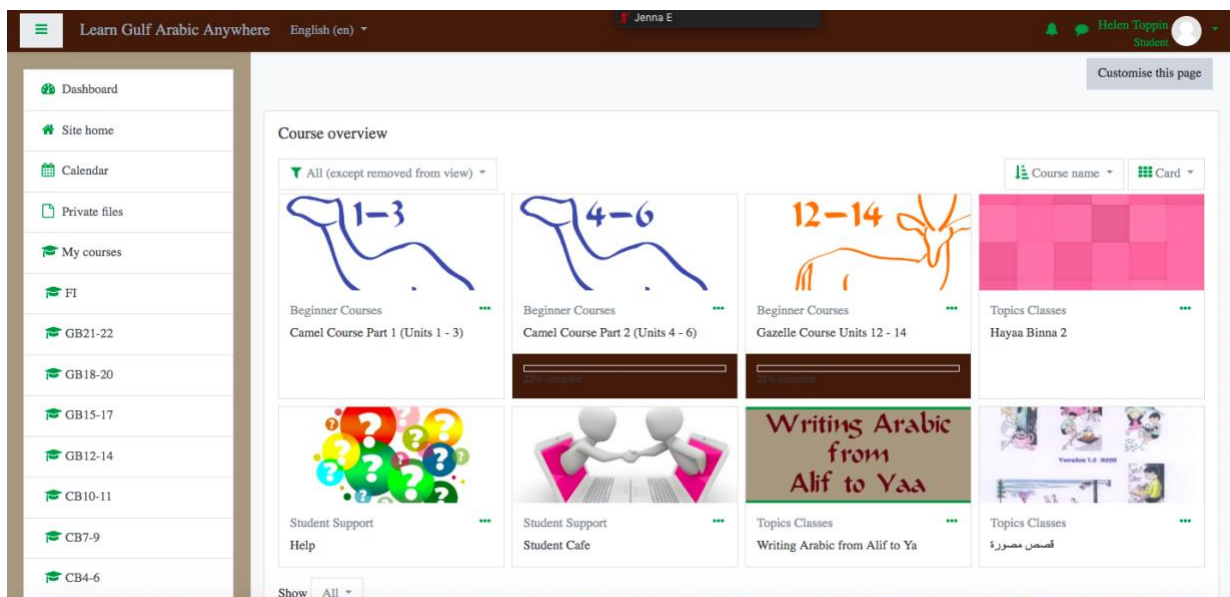 Learn Gulf Arabic Anywhere English (en)
Jenna E
Helen Toppin
Student
Customise this page
Dashboard
Site home
Calendar
Private files
My courses
FI
GB21-22
GB18-20
GB15-17
GB12-14
CB10-11
CB7-9
CB4-6
Course overview
All (except removed from view)
Course name
Card
1-3
Beginner Courses
Camel Course Part 1 (Units 1 - 3)
4-6
Beginner Courses
Camel Course Part 2 (Units 4 - 6)
12-14
Beginner Courses
Gazelle Course Units 12 - 14
21% complete
Topics Classes
Hayaa Binna 2
Student Support
Help
Student Support
Student Cafe
Writing Arabic
from
Alif to Yaa
Topics Classes
Writing Arabic from Alif to Ya
Version 1.0
Topics Classes
قصص مصورة
Show All